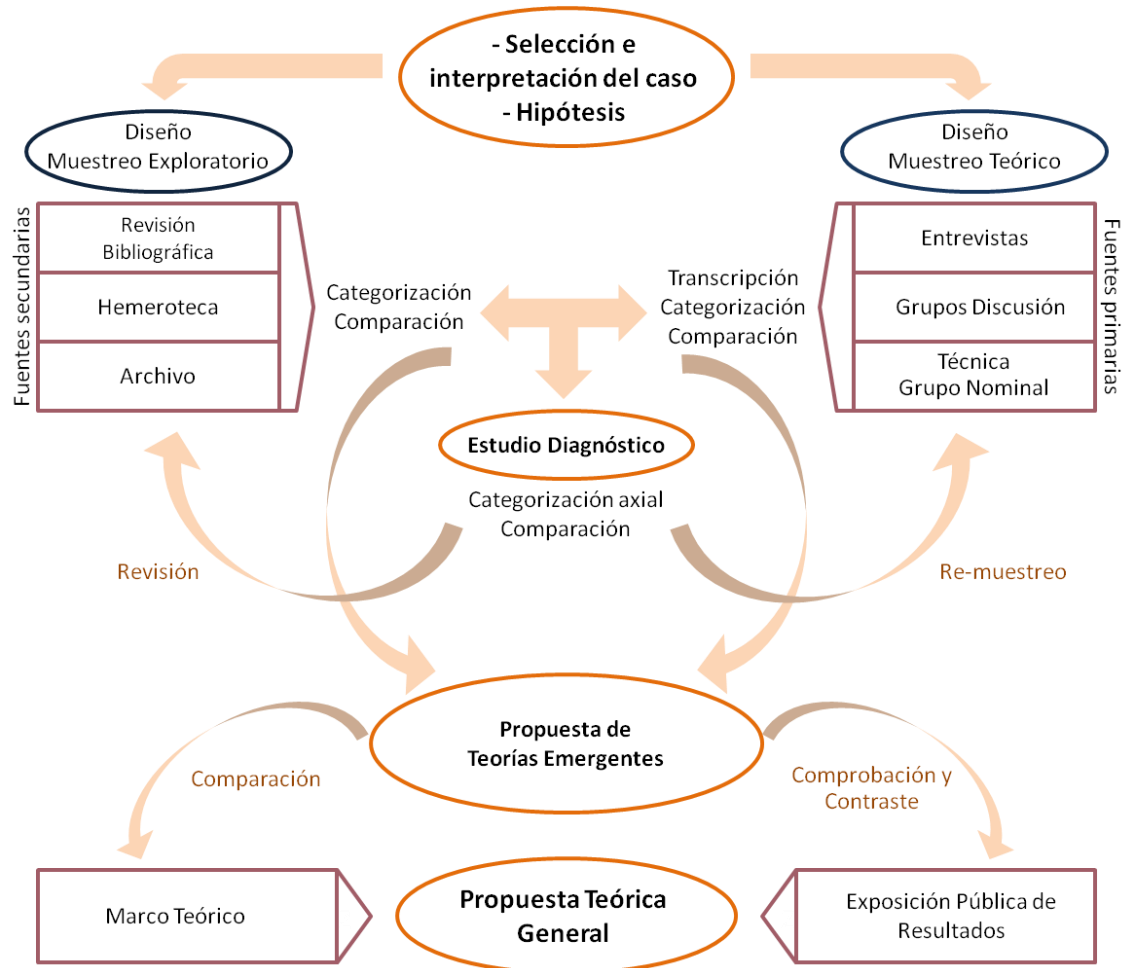 - Selección e
interpretación del caso
- Hipótesis
Diseño
Muestreo Exploratorio
Diseño
Muestreo Teórico
Fuentes secundarias
Revisión
Bibliográfica
Hemeroteca
Archivo
Categorización
Comparación
Transcripción
Categorización
Comparación
Entrevistas
Grupos Discusión
Técnica
Grupo Nominal
Fuentes primarias
Estudio Diagnóstico
Categorización axial
Comparación
Revisión
Re-muestreo
Propuesta de
Teorías Emergentes
Comparación
Comprobación y
Contraste
Marco Teórico
Propuesta Teórica
General
Exposición Pública de
Resultados